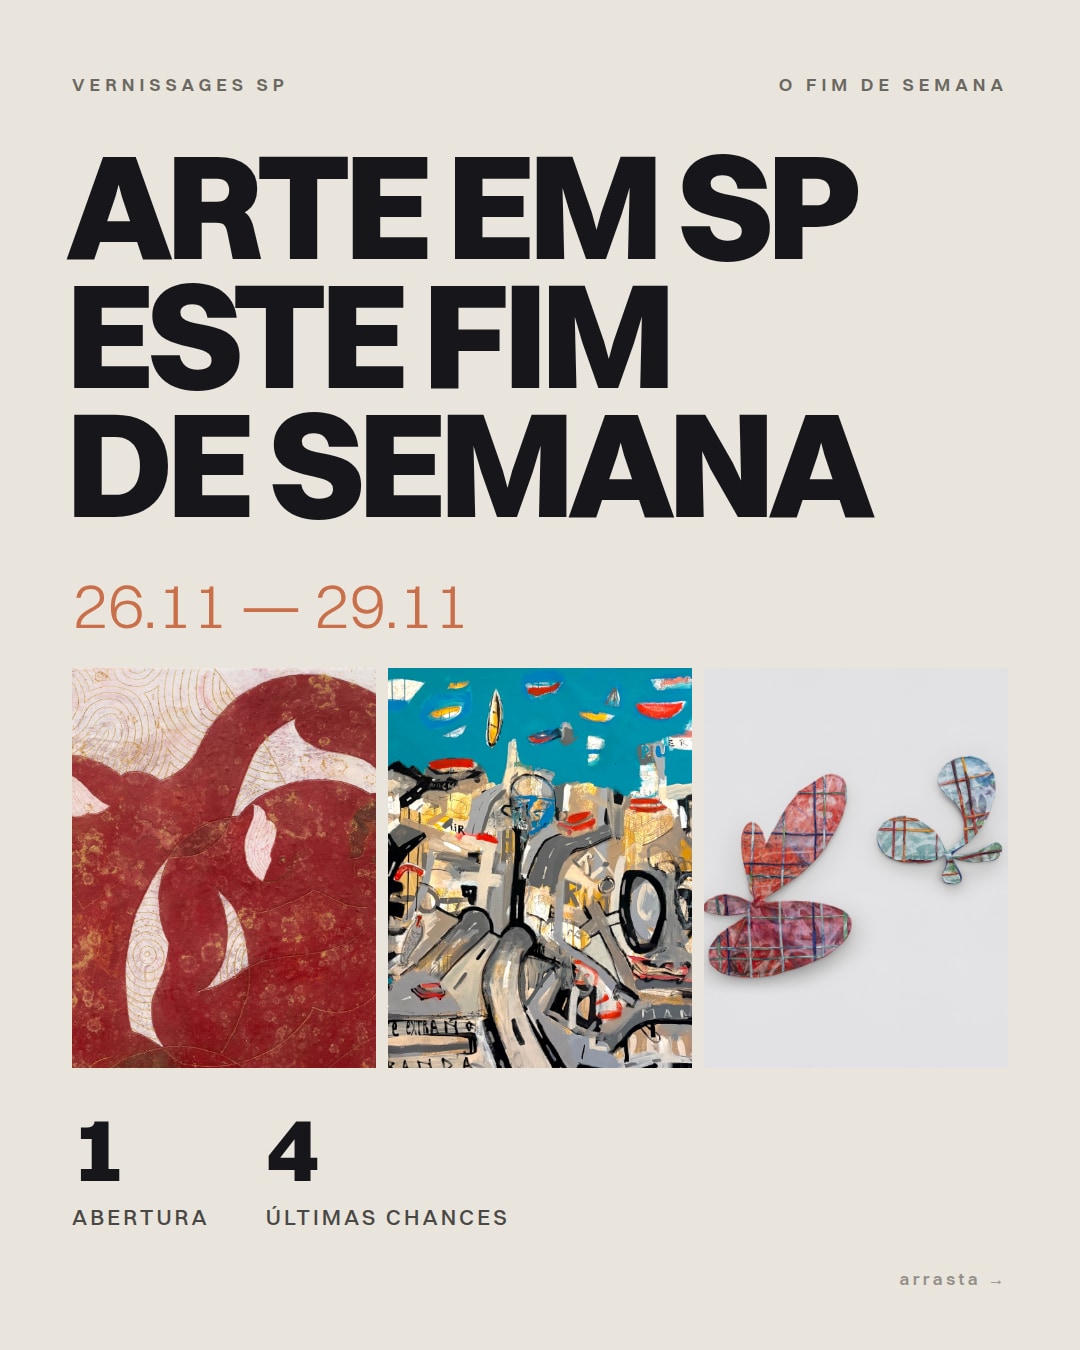 VERNISSAGES SP
O FIM DE SEMANA
ARTE EM SP
ESTE FIM
DE SEMANA
26.11 — 29.11
1
ABERTURA
4
ÚLTIMAS CHANCES
arrasta →